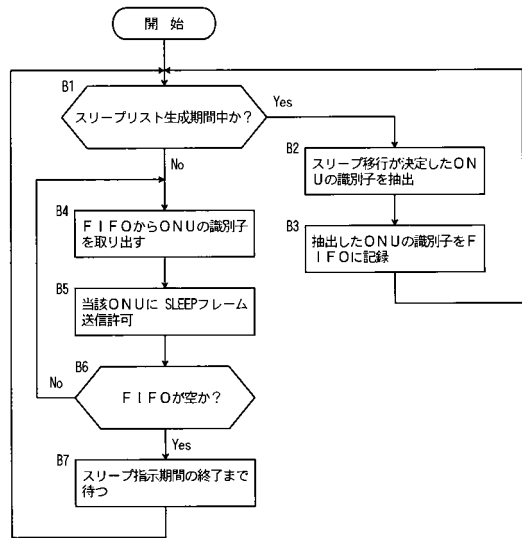 開 始
B1
スリープリスト生成期間中か？
Yes
No
B2
スリープ移行が決定したＯＮ
Ｕの識別子を抽出
B3
抽出したＯＮＵの識別子をＦ
ＩＦＯに記録
B4
ＦＩＦＯからＯＮＵの識別子
を取り出す
B5
当該ＯＮＵに SLEEPフレーム
送信許可
B6
No
ＦＩＦＯが空か？
Yes
B7
スリープ指示期間の終了まで
待つ